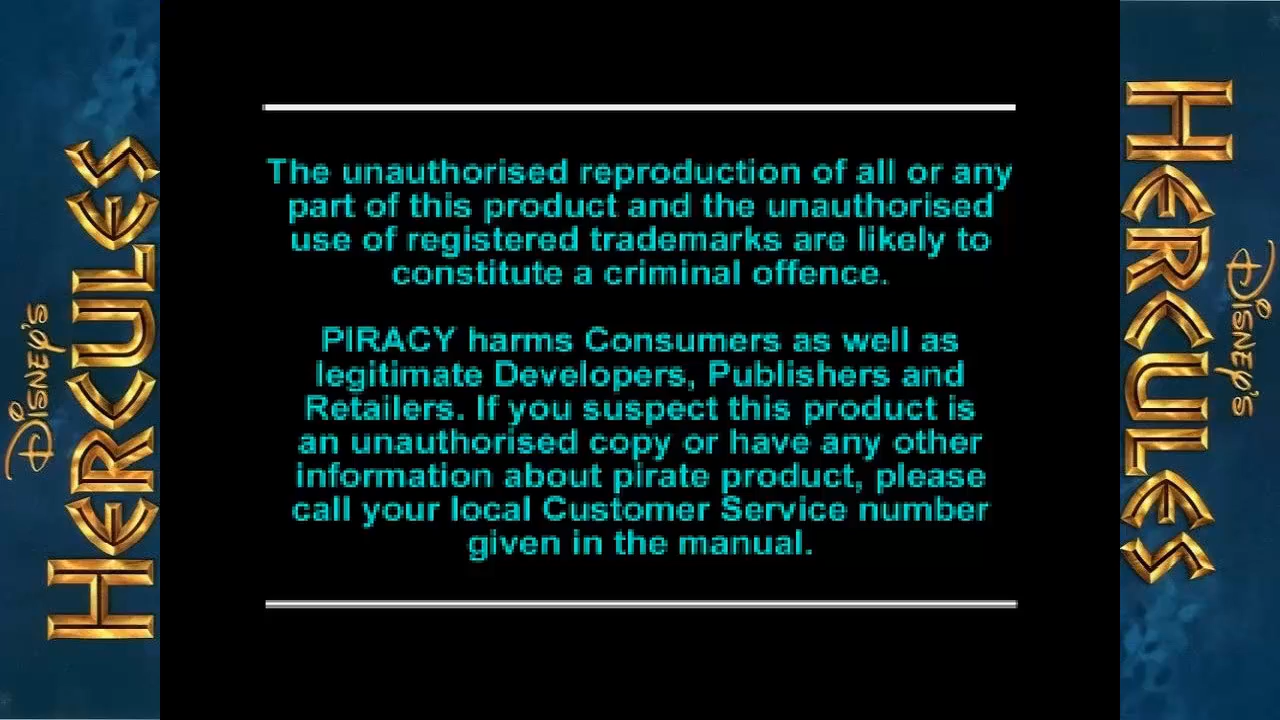 Disney's
HERCULES
The unauthorised reproduction of all or any
part of this product and the unauthorised
use of registered trademarks are likely to
constitute a criminal offence.
PIRACY harms Consumers as well as
legitimate Developers, Publishers and
Retailers. If you suspect this product is
an unauthorised copy or have any other
information about pirate product, please
call your local Customer Service number
given in the manual.
Disney's
HERCULES